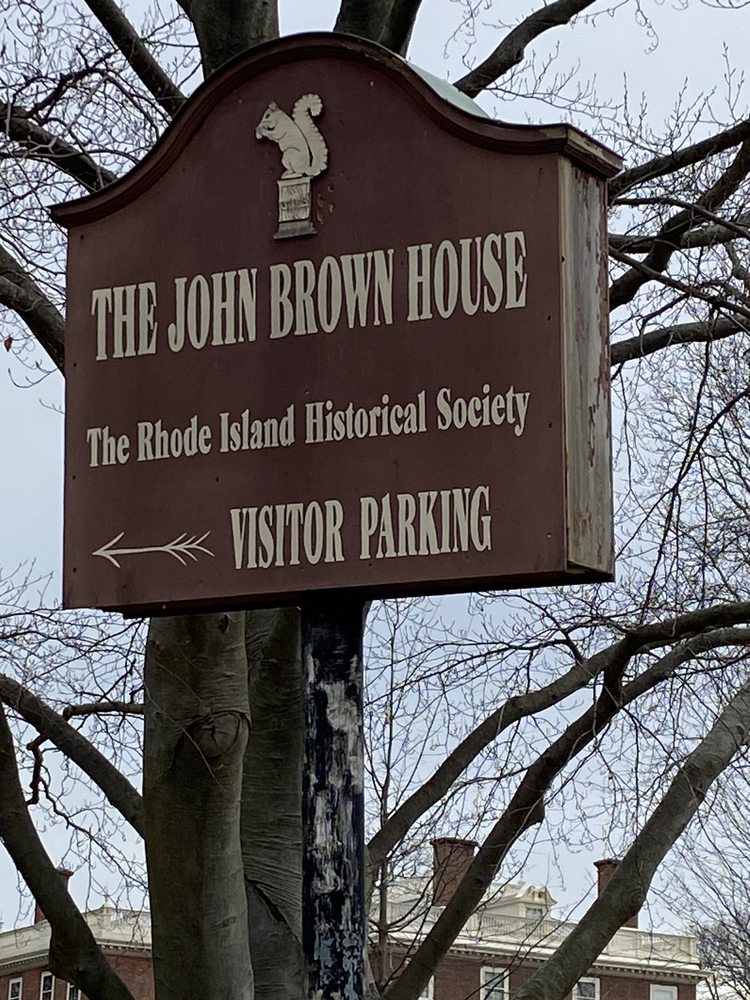 THE JOHN BROWN HOUSE
The Rhode Island Historical Society
VISITOR PARKING